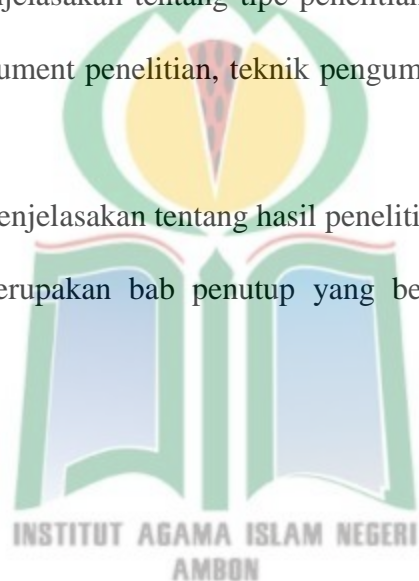 njelasakan tentang tipe penelitian
ument penelitian, teknik pengum
enjelasakan tentang hasil peneliti
erupakan bab penutup yang be
INSTITUT AGAMA ISLAM NEGERI
AMBON